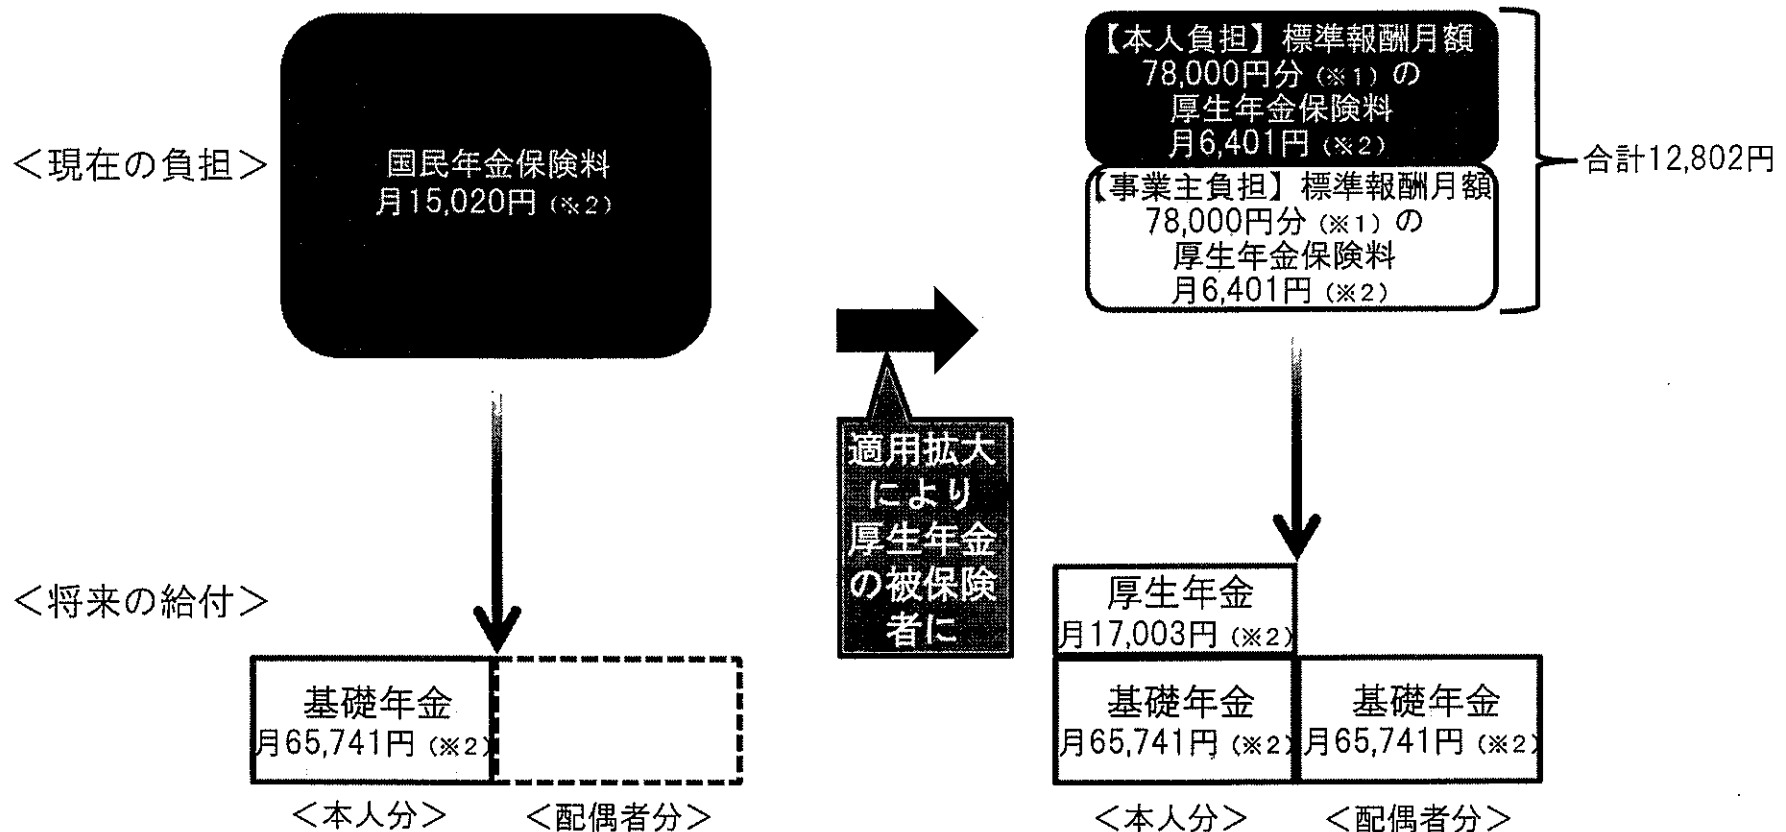 ＜現在の負担＞
国民年金保険料
月15,020円（※2）
【本人負担】標準報酬月額
78,000円分（※1）の
厚生年金保険料
月6,401円（※2）
【事業主負担】標準報酬月額
78,000円分（※1）の
厚生年金保険料
月6,401円（※2）
合計12,802円
適用拡大
により
厚生年金
の被保険
者に
＜将来の給付＞
基礎年金
月65,741円（※2）
＜本人分＞
＜配偶者分＞
厚生年金
月17,003円（※2）
基礎年金
月65,741円（※2）
基礎年金
月65,741円（※2）
＜本人分＞
＜配偶者分＞